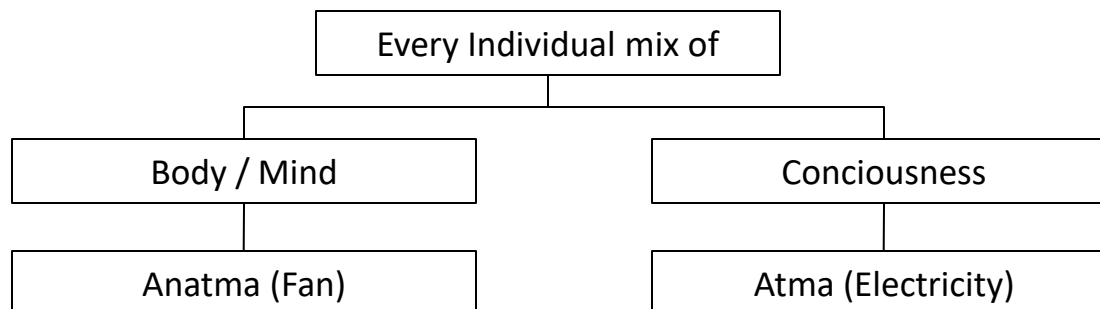 Every Individual mix of
Body / Mind
Conciousness
Anatma (Fan)
Atma (Electricity)